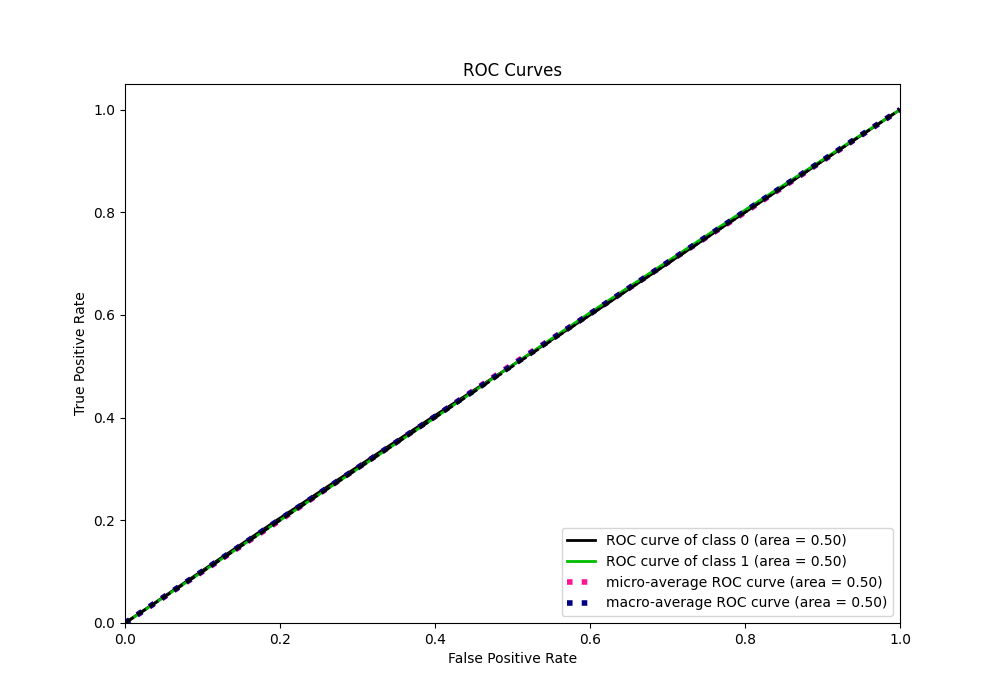 ROC Curves
True Positive Rate
1.0
0.8
0.6
0.4
0.2
0.0
ROC curve of class 0 (area = 0.50)
ROC curve of class 1 (area = 0.50)
micro-average ROC curve (area = 0.50)
macro-average ROC curve (area = 0.50)
0.0 0.2 0.4 0.6 0.8 1.0
False Positive Rate